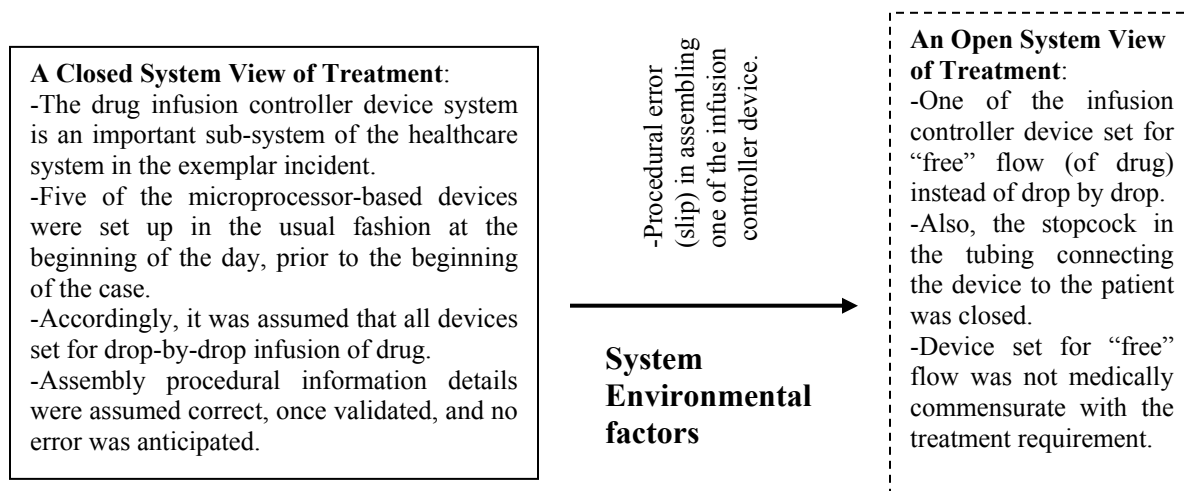 A Closed System View of Treatment:
-The drug infusion controller device system
is an important sub-system of the healthcare
system in the exemplar incident.
-Five of the microprocessor-based devices
were set up in the usual fashion at the
beginning of the day, prior to the beginning
of the case.
-Accordingly, it was assumed that all devices
set for drop-by-drop infusion of drug.
-Assembly procedural information details
were assumed correct, once validated, and no
error was anticipated.
-Procedural error
(slip) in assembling
one of the infusion
controller device.
System
Environmental
factors
An Open System View
of Treatment:
-One of the infusion
controller device set for
“free” flow (of drug)
instead of drop by drop.
-Also, the stopcock in
the tubing connecting
the device to the patient
was closed.
-Device set for “free”
flow was not medically
commensurate with the
treatment requirement.